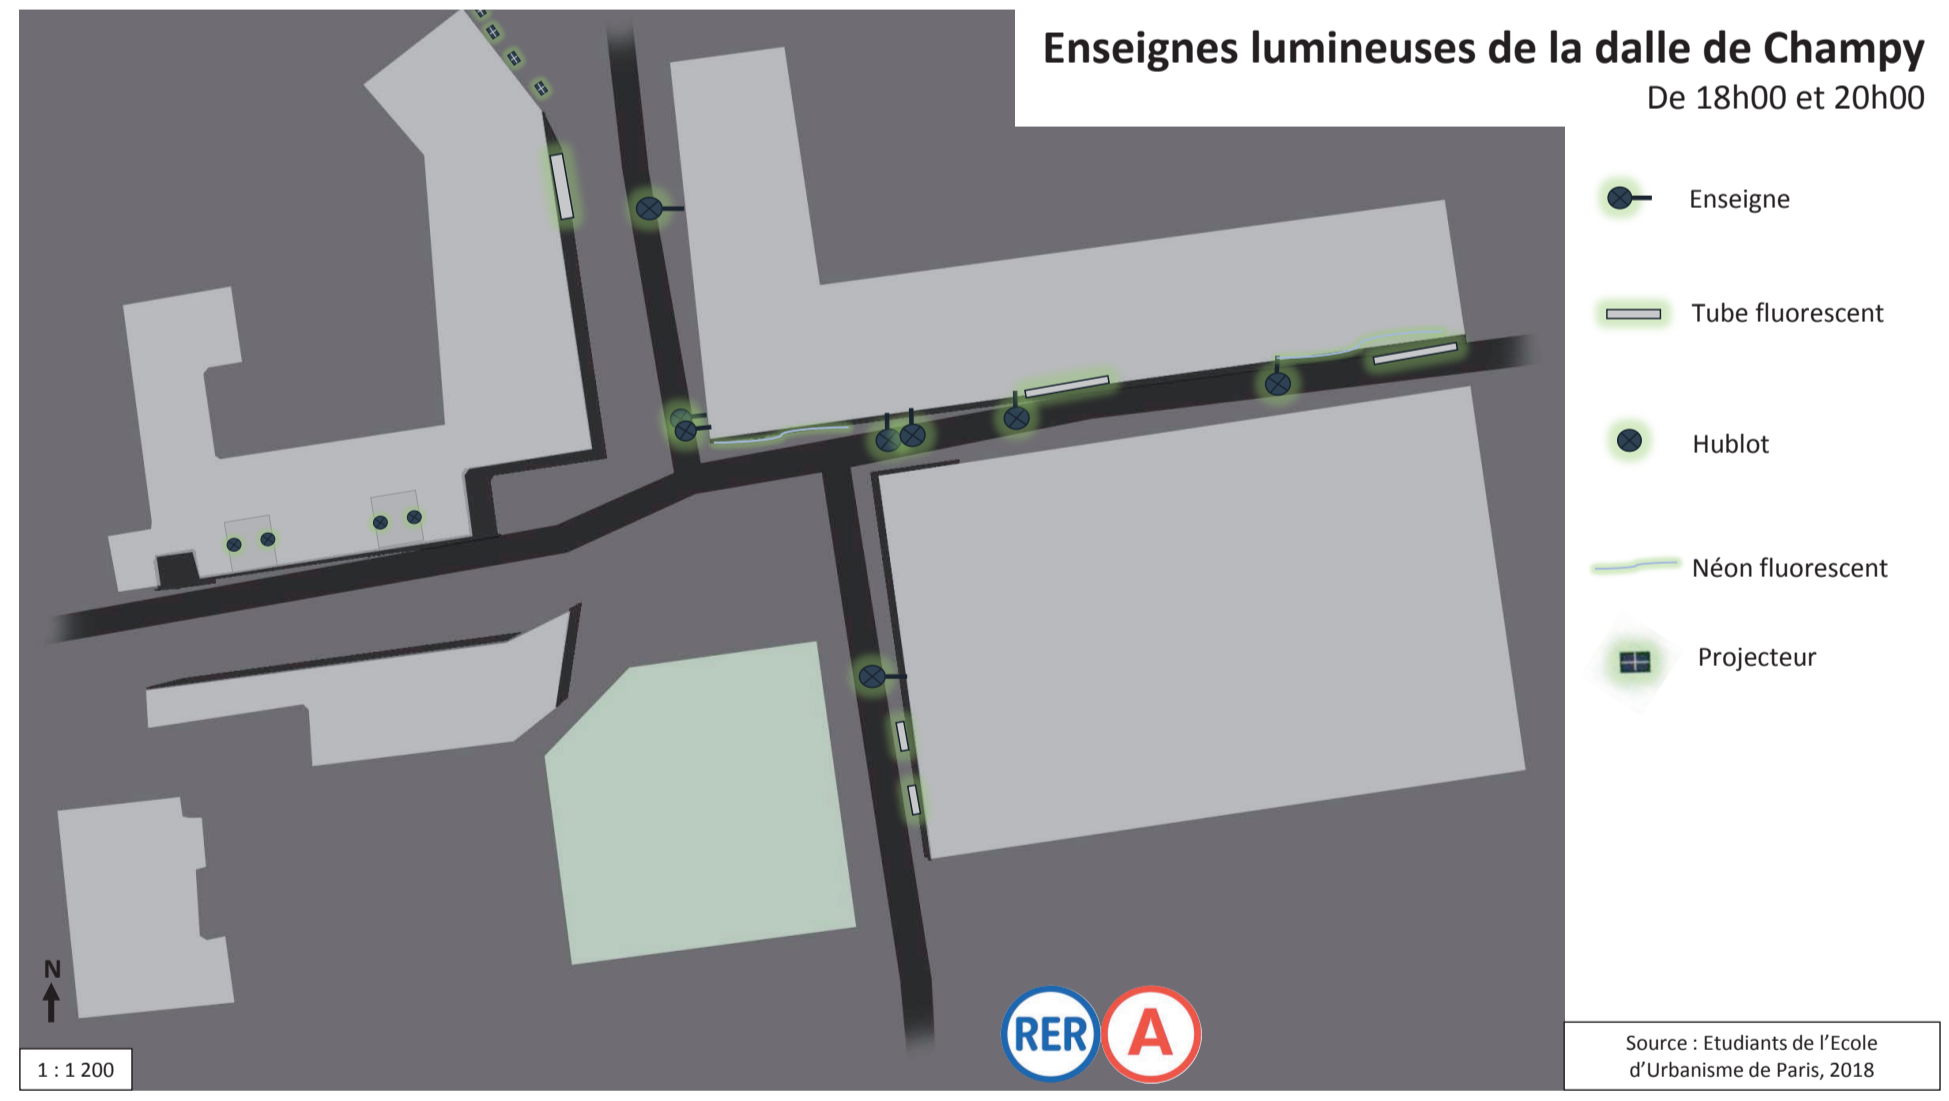 Enseignes lumineuses de la dalle de Champy
De 18h00 et 20h00
Enseigne
Tube fluorescent
Hublot
Néon fluorescent
Projecteur
N
1 : 1 200
RER A
Source : Etudiants de l'Ecole
d'Urbanisme de Paris, 2018